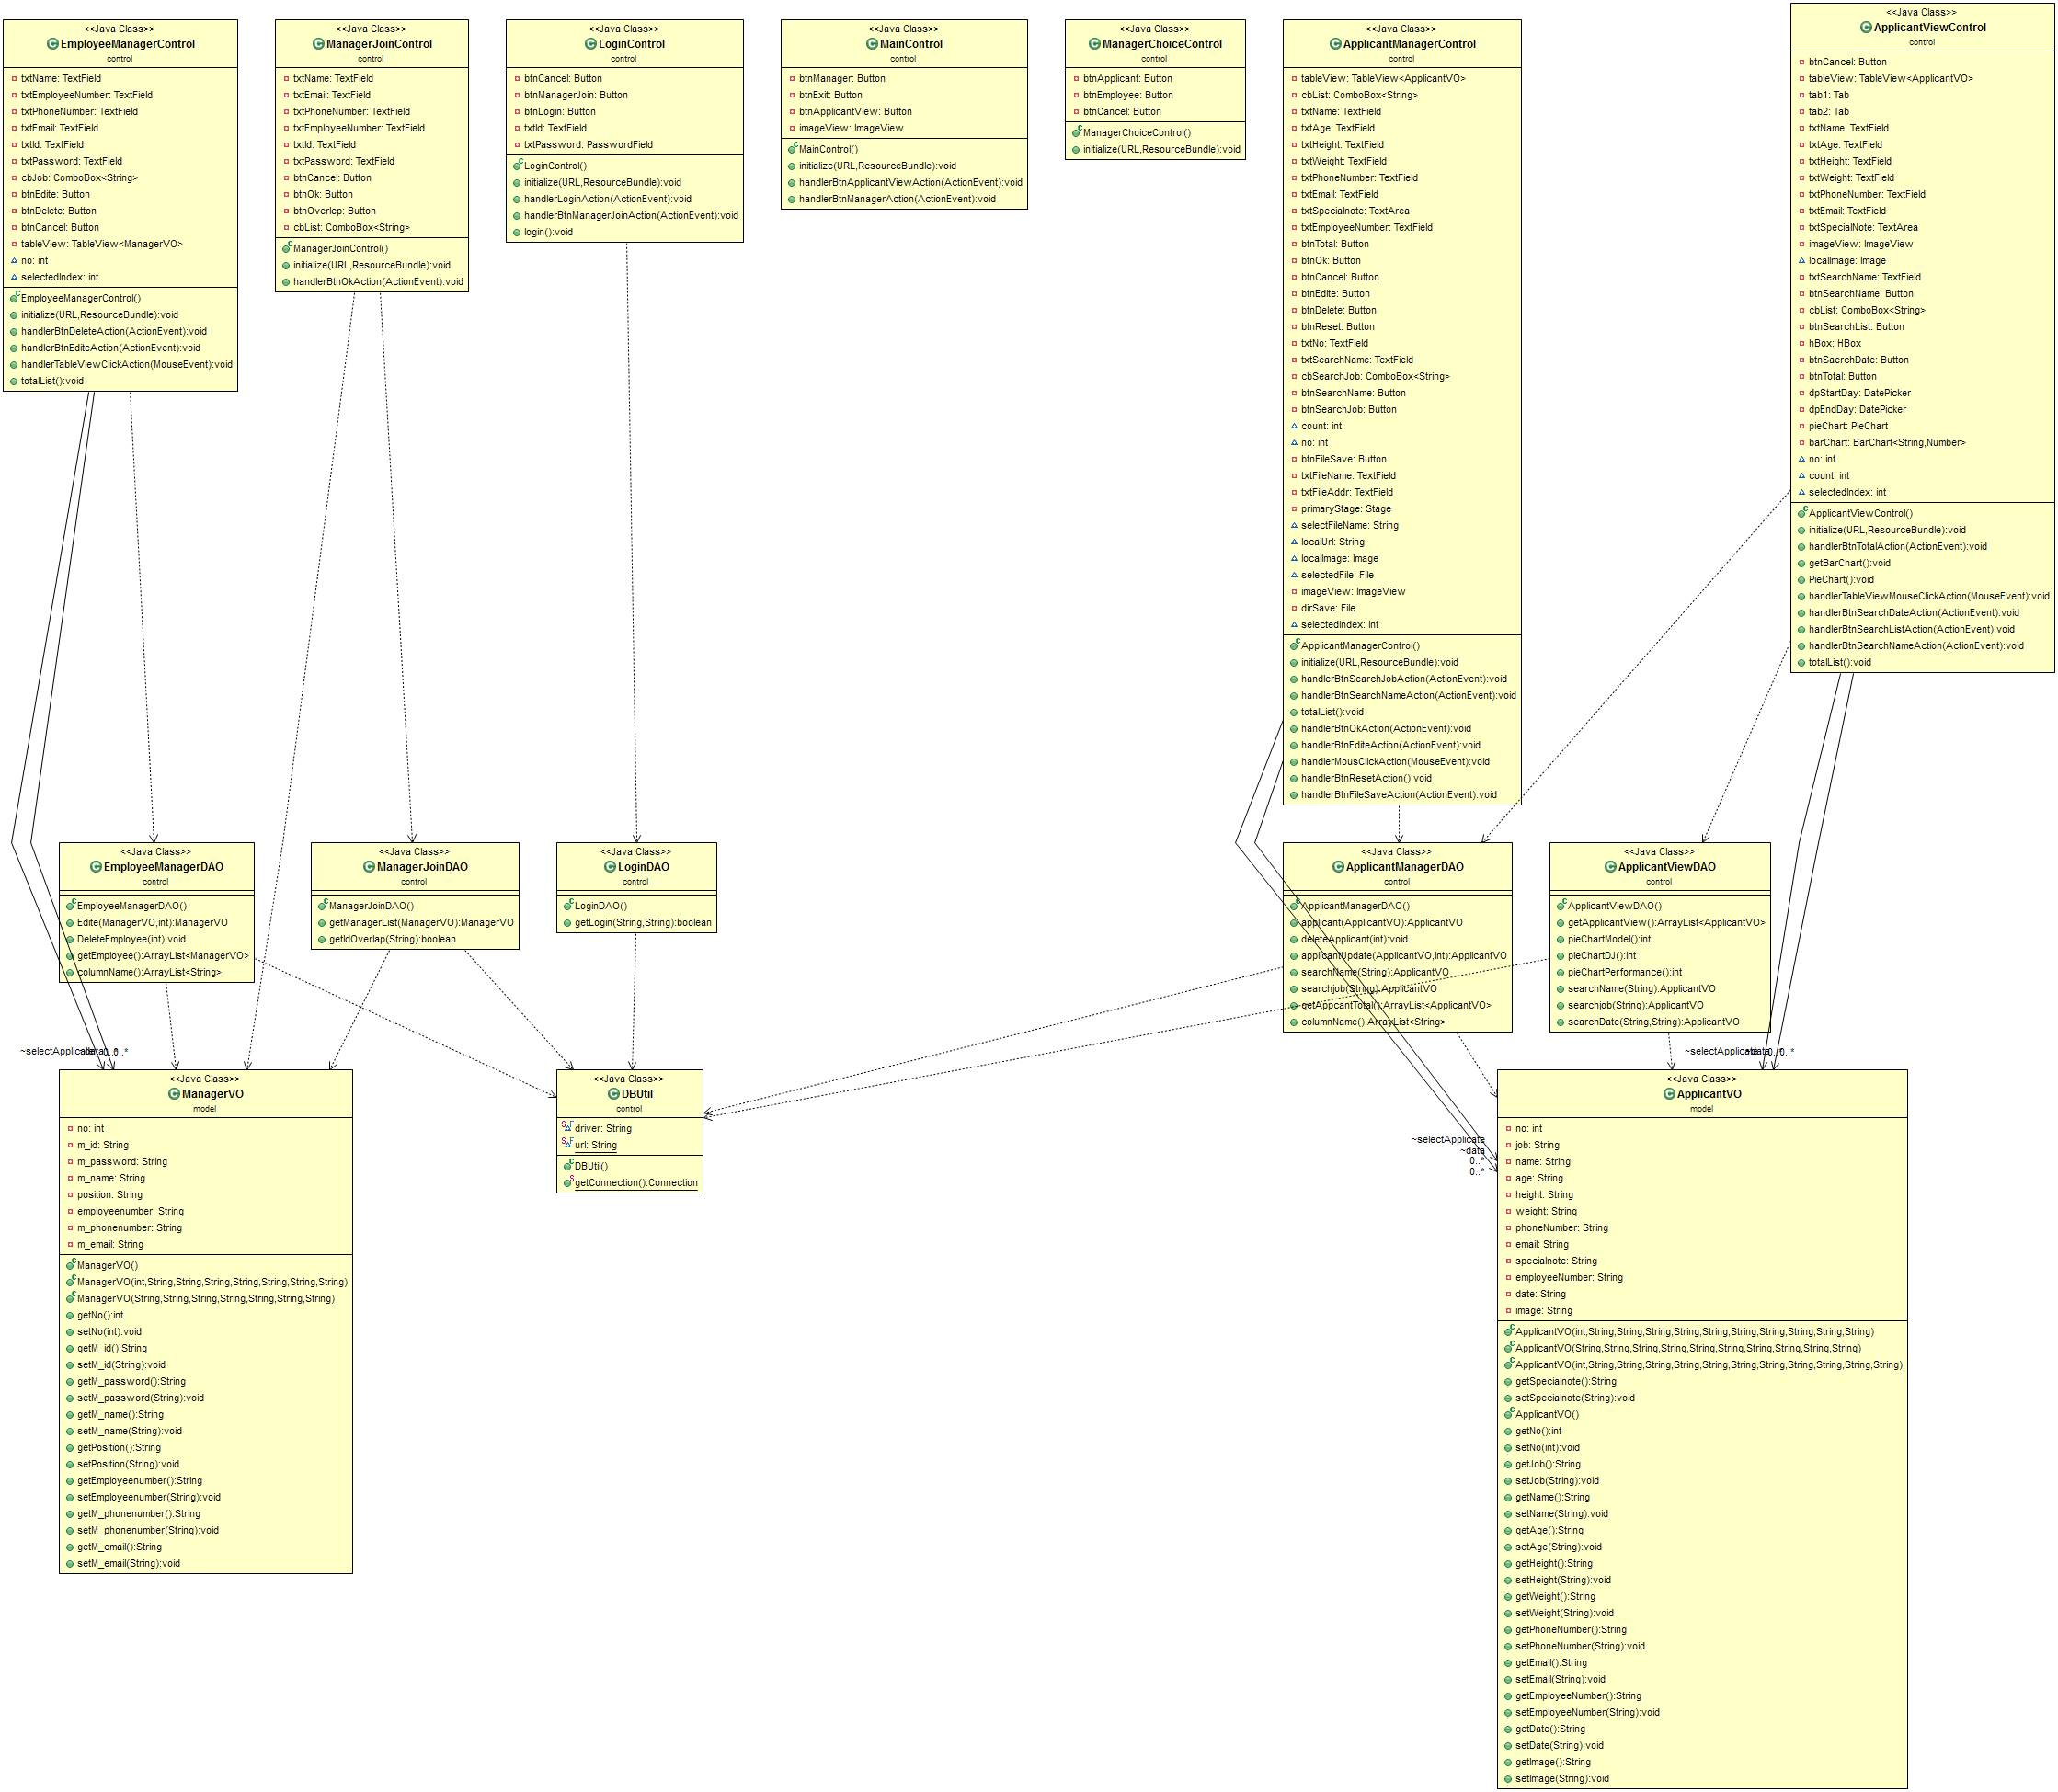 <<Java Class>>
EmployeeManagerControl
control
txtName: TextField
txtEmployeeNumber: TextField
txtPhoneNumber: TextField
txtEmail: TextField
txtId: TextField
txtPassword: TextField
cbJob: ComboBox<String>
btnEdite: Button
btnDelete: Button
btnCancel: Button
tableView: TableView<ManagerVO>
no: int
selectedIndex: int
EmployeeManagerControl()
initialize(URL,ResourceBundle):void
handlerBtnDeleteAction(ActionEvent):void
handlerBtnEditeAction(ActionEvent):void
handlerTableViewClickAction(MouseEvent):void
totalList():void
<<Java Class>>
ManagerJoinControl
control
txtName: TextField
txtEmail: TextField
txtPhoneNumber: TextField
txtEmployeeNumber: TextField
txtId: TextField
txtPassword: TextField
btnCancel: Button
btnOk: Button
btnOverlep: Button
cbList: ComboBox<String>
ManagerJoinControl()
initialize(URL,ResourceBundle):void
handlerBtnOkAction(ActionEvent):void
<<Java Class>>
LoginControl
control
btnCancel: Button
btnManagerJoin: Button
btnLogin: Button
txtId: TextField
txtPassword: PasswordField
LoginControl()
initialize(URL,ResourceBundle):void
handlerLoginAction(ActionEvent):void
handlerBtnManagerJoinAction(ActionEvent):void
login():void
<<Java Class>>
MainControl
control
btnManager: Button
btnExit: Button
btnApplicantView: Button
imageView: ImageView
MainControl()
initialize(URL,ResourceBundle):void
handlerBtnApplicantViewAction(ActionEvent):void
handlerBtnManagerAction(ActionEvent):void
<<Java Class>>
ManagerChoiceControl
control
btnApplicant: Button
btnEmployee: Button
btnCancel: Button
ManagerChoiceControl()
initialize(URL,ResourceBundle):void
<<Java Class>>
ApplicantManagerControl
control
tableView: TableView<ApplicantVO>
cbList: ComboBox<String>
txtName: TextField
txtAge: TextField
txtHeight: TextField
txtWeight: TextField
txtPhoneNumber: TextField
txtEmail: TextField
txtSpecialnote: TextArea
txtEmployeeNumber: TextField
btnTotal: Button
btnOk: Button
btnCancel: Button
btnEdite: Button
btnDelete: Button
btnReset: Button
txtNo: TextField
txtSearchName: TextField
cbSearchJob: ComboBox<String>
btnSearchName: Button
btnSearchJob: Button
count: int
no: int
btnFileSave: Button
txtFileName: TextField
txtFileAddr: TextField
primaryStage: Stage
selectFileName: String
localUrl: String
localImage: Image
selectedFile: File
imageView: ImageView
dirSave: File
selectedIndex: int
ApplicantManagerControl()
initialize(URL,ResourceBundle):void
handlerBtnSearchJobAction(ActionEvent):void
handlerBtnSearchNameAction(ActionEvent):void
totalList():void
handlerBtnOkAction(ActionEvent):void
handlerBtnEditeAction(ActionEvent):void
handlerMousClickAction(MouseEvent):void
handlerBtnResetAction():void
handlerBtnFileSaveAction(ActionEvent):void
<<Java Class>>
ApplicantViewControl
control
btnCancel: Button
tableView: TableView<ApplicantVO>
tab1: Tab
tab2: Tab
txtName: TextField
txtAge: TextField
txtHeight: TextField
txtWeight: TextField
txtPhoneNumber: TextField
txtEmail: TextField
txtSpecialNote: TextArea
imageView: ImageView
localImage: Image
txtSearchName: TextField
btnSearchName: Button
cbList: ComboBox<String>
btnSearchList: Button
hBox: HBox
btnSaerchDate: Button
btnTotal: Button
dpStartDay: DatePicker
dpEndDay: DatePicker
pieChart: PieChart
barChart: BarChart<String,Number>
no: int
count: int
selectedIndex: int
ApplicantViewControl()
initialize(URL,ResourceBundle):void
handlerBtnTotalAction(ActionEvent):void
getBarChart():void
PieChart():void
handlerTableViewMouseClickAction(MouseEvent):void
handlerBtnSearchDateAction(ActionEvent):void
handlerBtnSearchListAction(ActionEvent):void
handlerBtnSearchNameAction(ActionEvent):void
totalList():void
<<Java Class>>
EmployeeManagerDAO
control
EmployeeManagerDAO()
Edite(ManagerVO,int):ManagerVO
DeleteEmployee(int):void
getEmployee():ArrayList<ManagerVO>
columnName():ArrayList<String>
<<Java Class>>
ManagerJoinDAO
control
ManagerJoinDAO()
getManagerList(ManagerVO):ManagerVO
getIdOverlap(String):boolean
<<Java Class>>
LoginDAO
control
LoginDAO()
getLogin(String,String):boolean
<<Java Class>>
ApplicantManagerDAO
control
ApplicantManagerDAO()
applicant(ApplicantVO):ApplicantVO
deleteApplicant(int):void
applicantUpdate(ApplicantVO,int):ApplicantVO
searchName(String):ApplicantVO
searchjob(String):ApplicantVO
getAppcantTotal():ArrayList<ApplicantVO>
columnName():ArrayList<String>
<<Java Class>>
ApplicantViewDAO
control
ApplicantViewDAO()
getApplicantView():ArrayList<ApplicantVO>
pieChartModel():int
pieChartDJ():int
pieChartPerformance():int
searchName(String):ApplicantVO
searchjob(String):ApplicantVO
searchDate(String,String):ApplicantVO
~selectApplicate
0..*
~selectApplicate
0..*
<<Java Class>>
ManagerVO
model
no: int
m_id: String
m_password: String
m_name: String
position: String
employeenumber: String
m_phonenumber: String
m_email: String
ManagerVO()
ManagerVO(int,String,String,String,String,String,String,String)
ManagerVO(String,String,String,String,String,String,String)
getNo():int
setNo(int):void
getM_id():String
setM_id(String):void
getM_password():String
setM_password(String):void
getM_name():String
setM_name(String):void
getPosition():String
setPosition(String):void
getEmployeenumber():String
setEmployeenumber(String):void
getM_phonenumber():String
setM_phonenumber(String):void
getM_email():String
setM_email(String):void
<<Java Class>>
DBUtil
control
driver: String
url: String
DBUtil()
getConnection():Connection
~selectApplicate
~data
0..*
0..*
<<Java Class>>
ApplicantVO
model
no: int
job: String
name: String
age: String
height: String
weight: String
phoneNumber: String
email: String
specialnote: String
employeeNumber: String
date: String
image: String
ApplicantVO(int,String,String,String,String,String,String,String,String,String,String)
ApplicantVO(String,String,String,String,String,String,String,String,String,String)
ApplicantVO(int,String,String,String,String,String,String,String,String,String,String,String)
getSpecialnote():String
setSpecialnote(String):void
ApplicantVO()
getNo():int
setNo(int):void
getJob():String
setJob(String):void
getName():String
setName(String):void
getAge():String
setAge(String):void
getHeight():String
setHeight(String):void
getWeight():String
setWeight(String):void
getPhoneNumber():String
setPhoneNumber(String):void
getEmail():String
setEmail(String):void
getEmployeeNumber():String
setEmployeeNumber(String):void
getDate():String
setDate(String):void
getImage():String
setImage(String):void